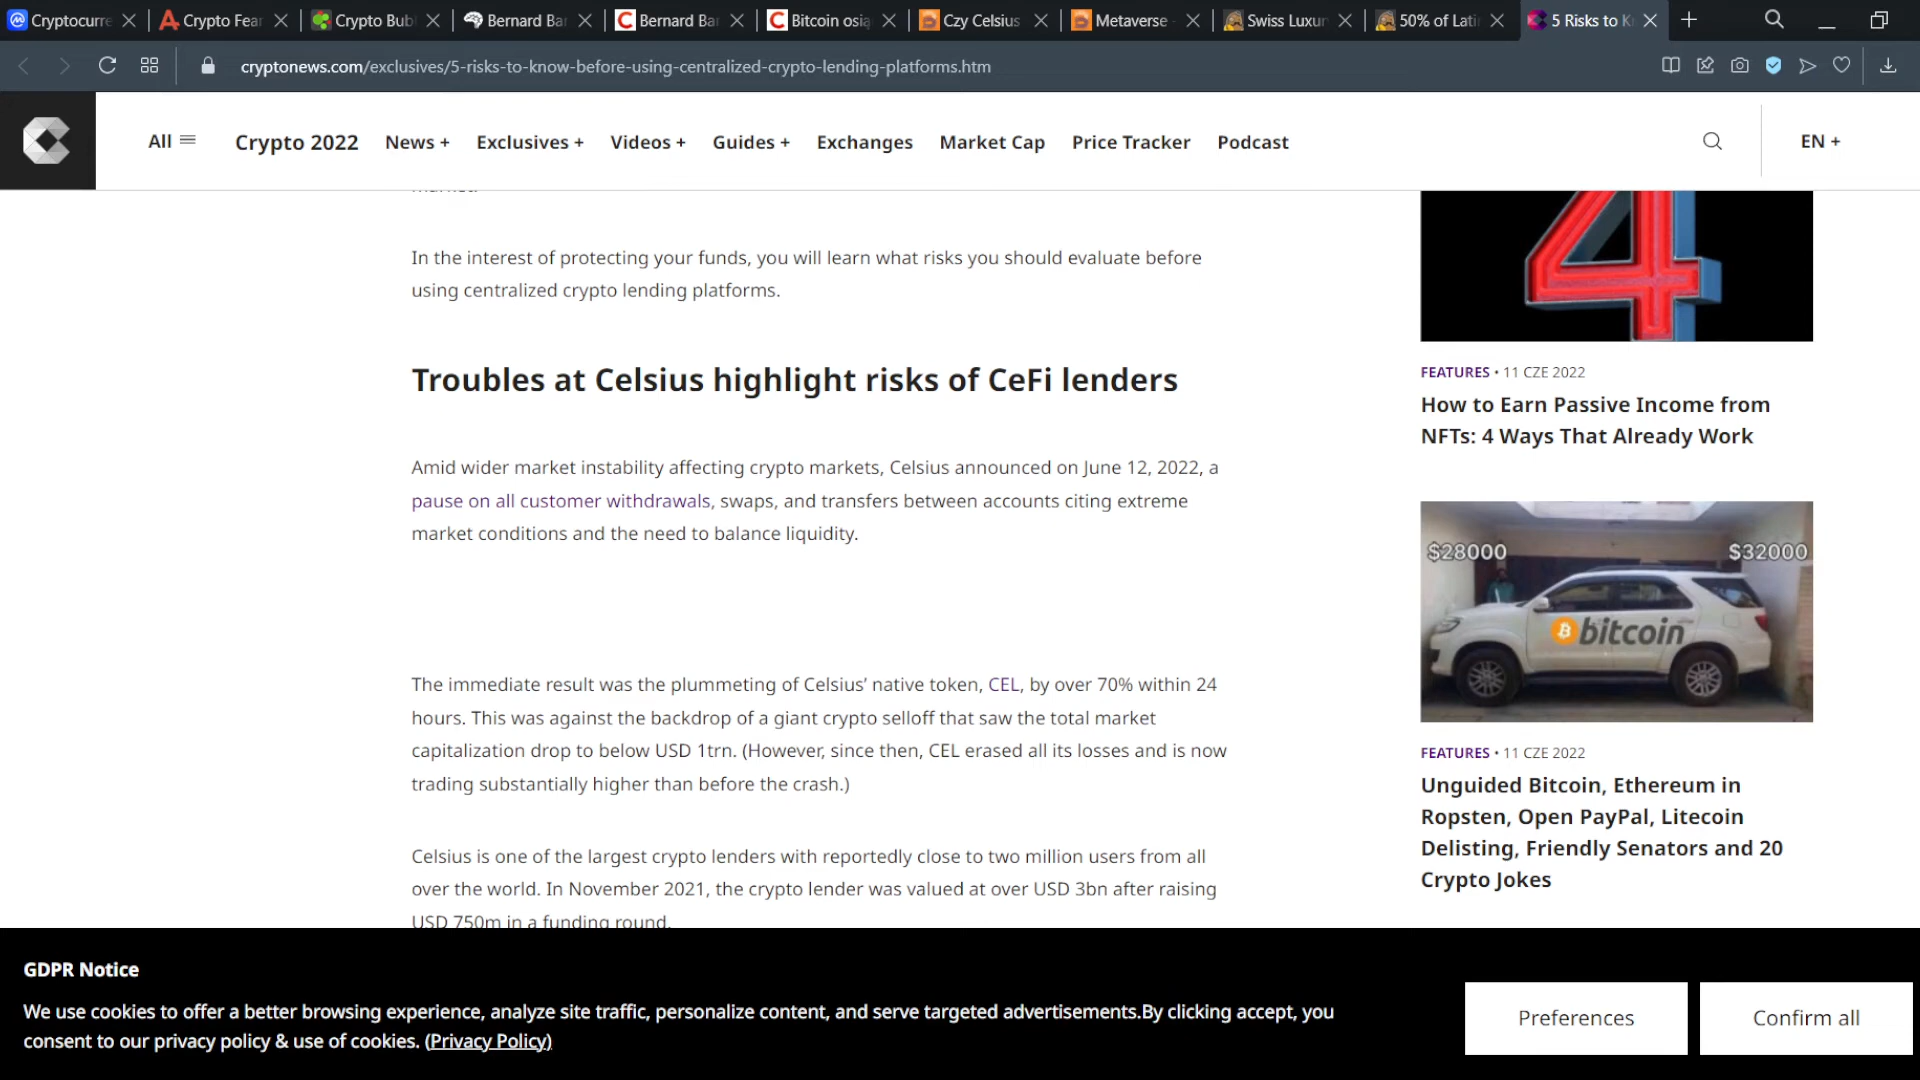 Cryptocurre
Crypto Fear
Crypto Bub
Bernard Ba
Bernard Ba
Bitcoin osią
Czy Celsius
Metaverse
Swiss Luxur
50% of Lati
5 Risks to K
cryptonews.com/exclusives/5-risks-to-know-before-using-centralized-crypto-lending-platforms.htm
All
Crypto 2022
News +
Exclusives +
Videos +
Guides +
Exchanges
Market Cap
Price Tracker
Podcast
EN +
In the interest of protecting your funds, you will learn what risks you should evaluate before
using centralized crypto lending platforms.
Troubles at Celsius highlight risks of CeFi lenders
Amid wider market instability affecting crypto markets, Celsius announced on June 12, 2022, a
pause on all customer withdrawals, swaps, and transfers between accounts citing extreme
market conditions and the need to balance liquidity.
The immediate result was the plummeting of Celsius’ native token, CEL, by over 70% within 24
hours. This was against the backdrop of a giant crypto selloff that saw the total market
capitalization drop to below USD 1trn. (However, since then, CEL erased all its losses and is now
trading substantially higher than before the crash.)
Celsius is one of the largest crypto lenders with reportedly close to two million users from all
over the world. In November 2021, the crypto lender was valued at over USD 3bn after raising
USD 750m in a funding round.
4
FEATURES • 11 CZE 2022
How to Earn Passive Income from
NFTs: 4 Ways That Already Work
$28000
$32000
bitcoin
FEATURES • 11 CZE 2022
Unguided Bitcoin, Ethereum in
Ropsten, Open PayPal, Litecoin
Delisting, Friendly Senators and 20
Crypto Jokes
GDPR Notice
We use cookies to offer a better browsing experience, analyze site traffic, personalize content, and serve targeted advertisements.By clicking accept, you
consent to our privacy policy & use of cookies. (Privacy Policy)
Preferences
Confirm all